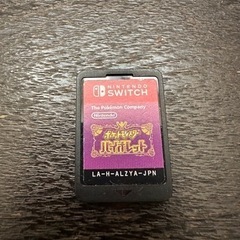 NINTENDO
SWITCH
The Pokémon Company
Nintendo
ポケットモンスター
バイオレット
LA-H-ALZYA-JPN